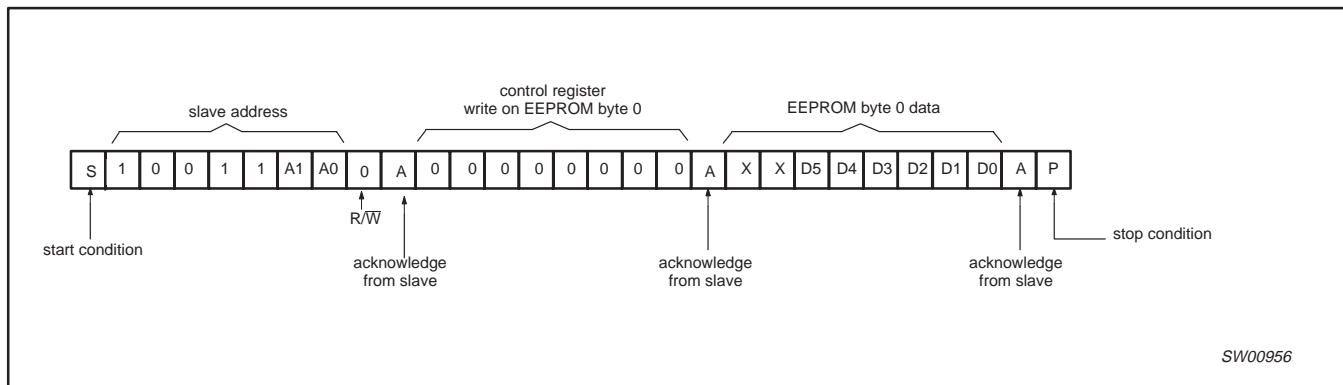 control register
slave address
write on EEPROM byte 0
EEPROM byte 0 data
S 1 0 0 1 1 A1 A0 0 A 0 0 0 0 0 0 0 0 A X X D5 D4 D3 D2 D1 D0 A P
R/W̅
start condition
stop condition
acknowledge
from slave
acknowledge
from slave
acknowledge
from slave
SW00956